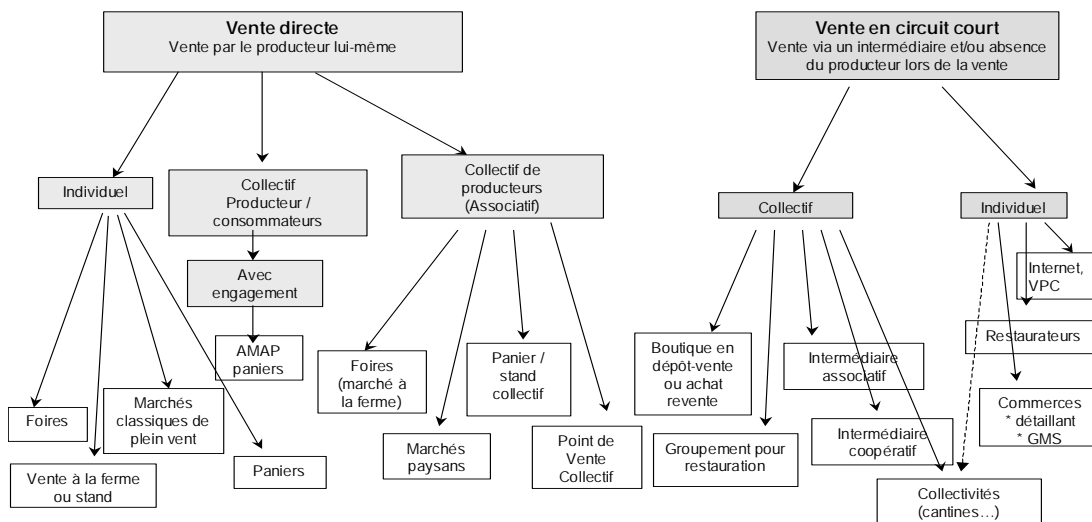 Vente directe
Vente par le producteur lui-même
Vente en circuit court
Vente via un intermédiaire et/ou absence
du producteur lors de la vente
Individuel
Collectif
Producteur /
consommateurs
Collectif de
producteurs
(Associatif)
Collectif
Individuel
Avec
engagement
Internet,
VPC
AMAP
paniers
Restaurateurs
Foires
(marché à
la ferme)
Panier /
stand
collectif
Boutique en
dépôt-vente
ou achat
revente
Intermédiaire
associatif
Foires
Marchés
classiques de
plein vent
Commerces
* détaillant
* GMS
Vente à la ferme
ou stand
Paniers
Marchés
paysans
Point de
Vente
Collectif
Groupement pour
restauration
Intermédiaire
coopératif
Collectivités
(cantines…)